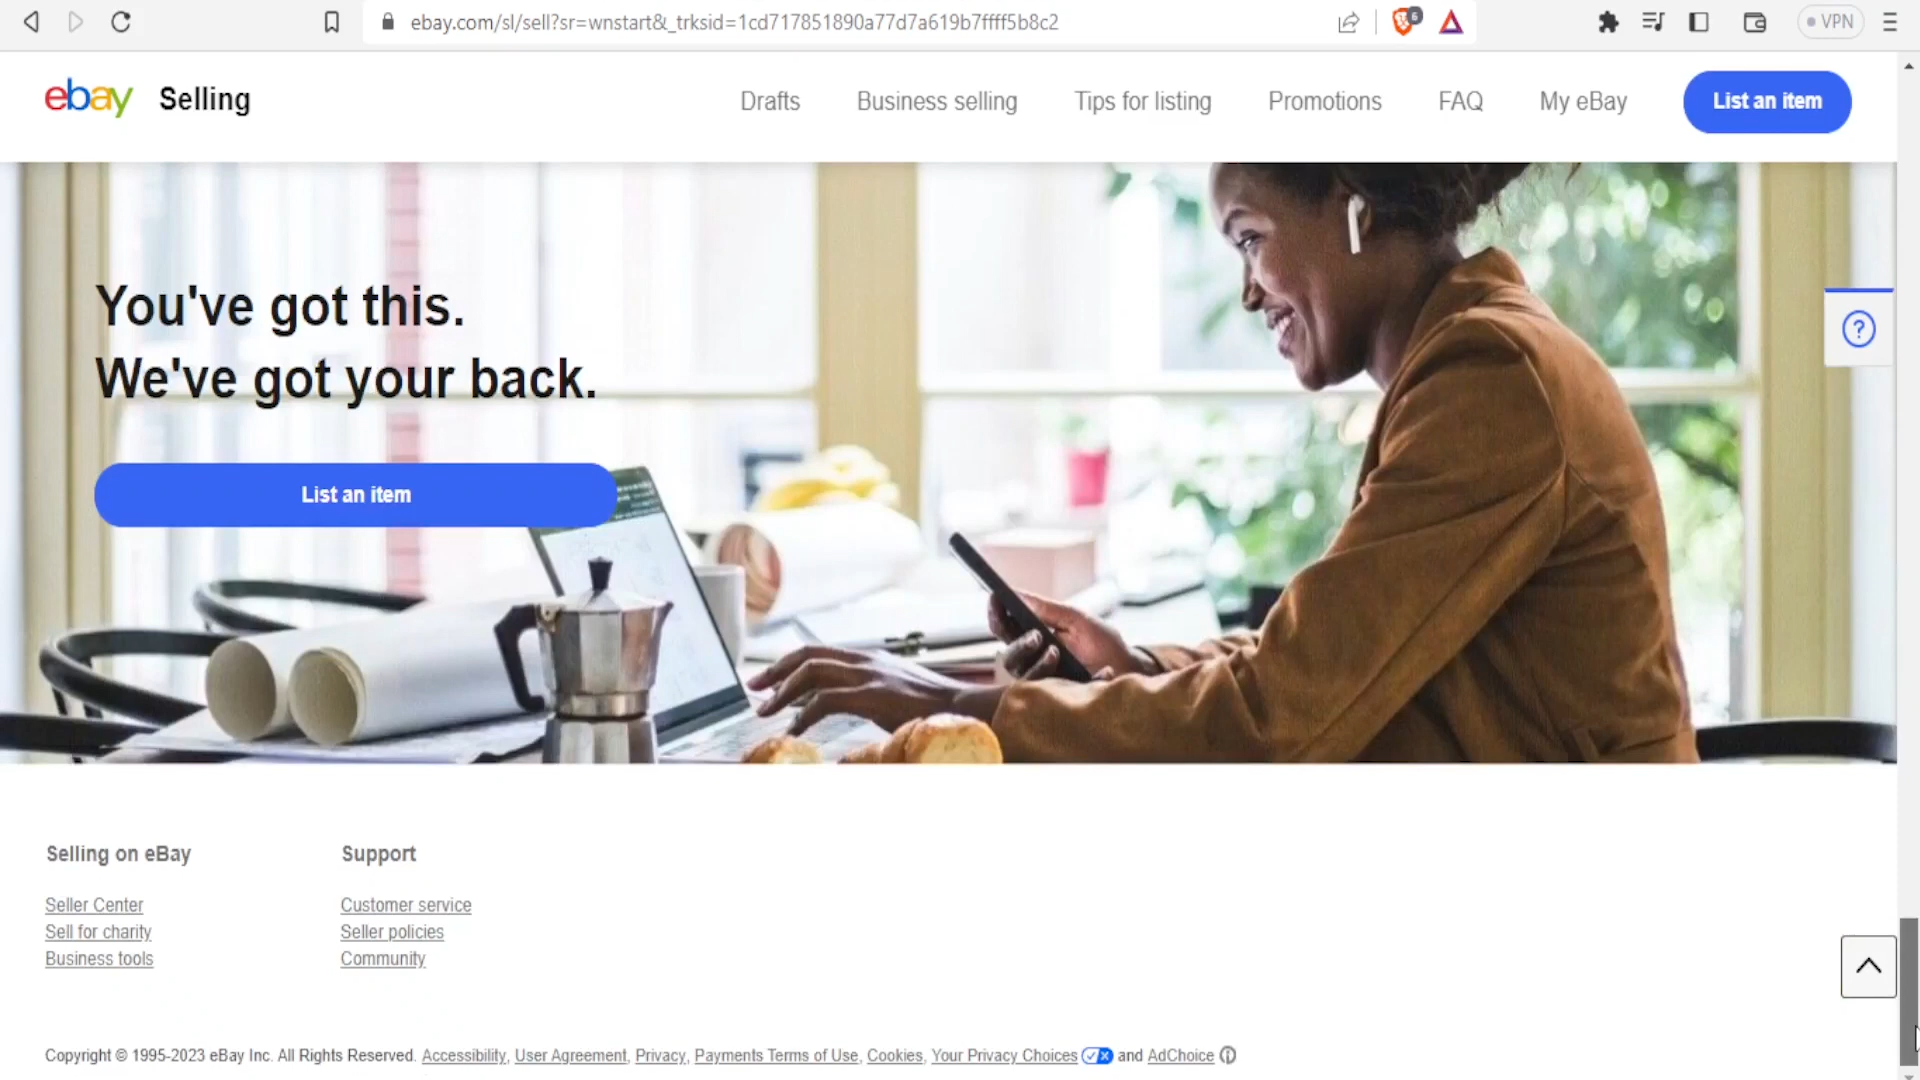 ebay.com/sl/sell?sr=wnstart&_trksid=1cd717851890a77d7a619b7ffff5b8c2
6
VPN
ebay Selling
Drafts Business selling Tips for listing Promotions FAQ My eBay List an item
You've got this.
We've got your back.
List an item
?
Selling on eBay
Seller Center
Sell for charity
Business tools
Support
Customer service
Seller policies
Community
Copyright © 1995-2023 eBay Inc. All Rights Reserved. Accessibility, User Agreement, Privacy, Payments Terms of Use, Cookies, Your Privacy Choices and AdChoice